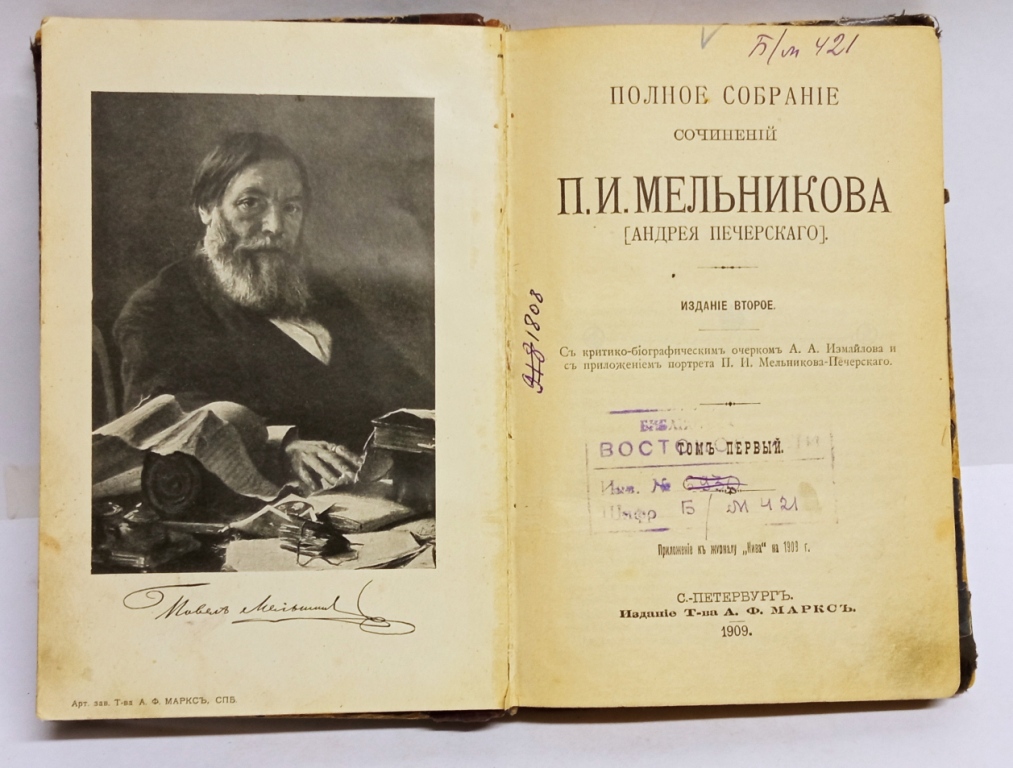 Павелъ Мельников
Арт. зав. Т-ва А. Ф. МАРКСЪ, СПБ.
Б/м 421
ПОЛНОЕ СОБРАНІЕ
СОЧИНЕНІЙ
П. И. МЕЛЬНИКОВА
[АНДРЕЯ ПЕЧЕРСКАГО].
ИЗДАНІЕ ВТОРОЕ.
Съ критико-біографическимъ очеркомъ А. А. Измайлова и
съ приложеніемъ портрета П. И. Мельникова-Печерскаго.
1808
ТОМЪ ПЕРВЫЙ.
Инв. №
Шифр Б/м 421
Приложеніе къ журналу „Нива“ на 1909 г.
С.-ПЕТЕРБУРГЪ.
Изданіе Т-ва А. Ф. МАРКСЪ.
1909.